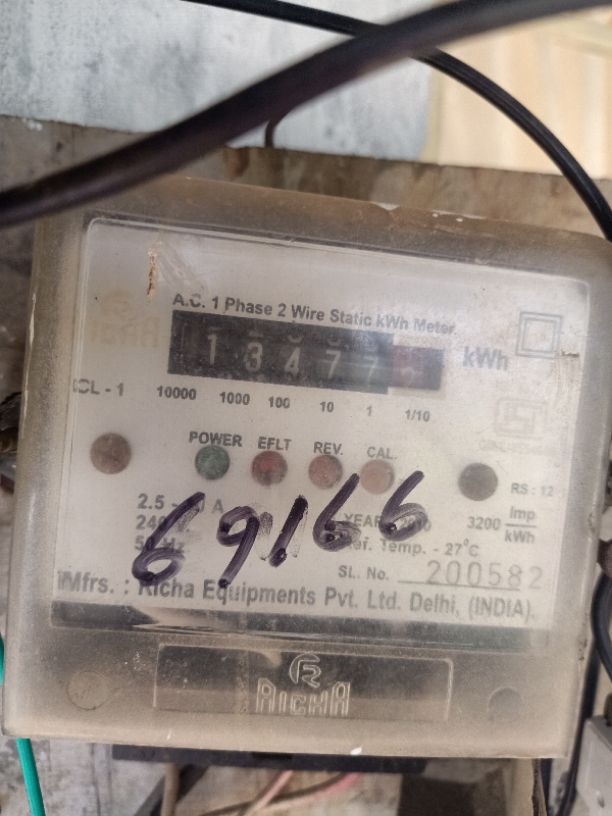 A.C. 1 Phase 2 Wire Static kWh Meter.
1 3 4 7 7
kWh
CL - 1
10000 1000 100 10 1 1/10
POWER EFLT REV. CAL.
RS : 12
2.5 - A
3200 Imp/kWh
69166
YEAR
Ref. Temp. - 27°C
SL. No. 200582
Mfrs. : Richa Equipments Pvt. Ltd. Delhi, (INDIA).
RICHA